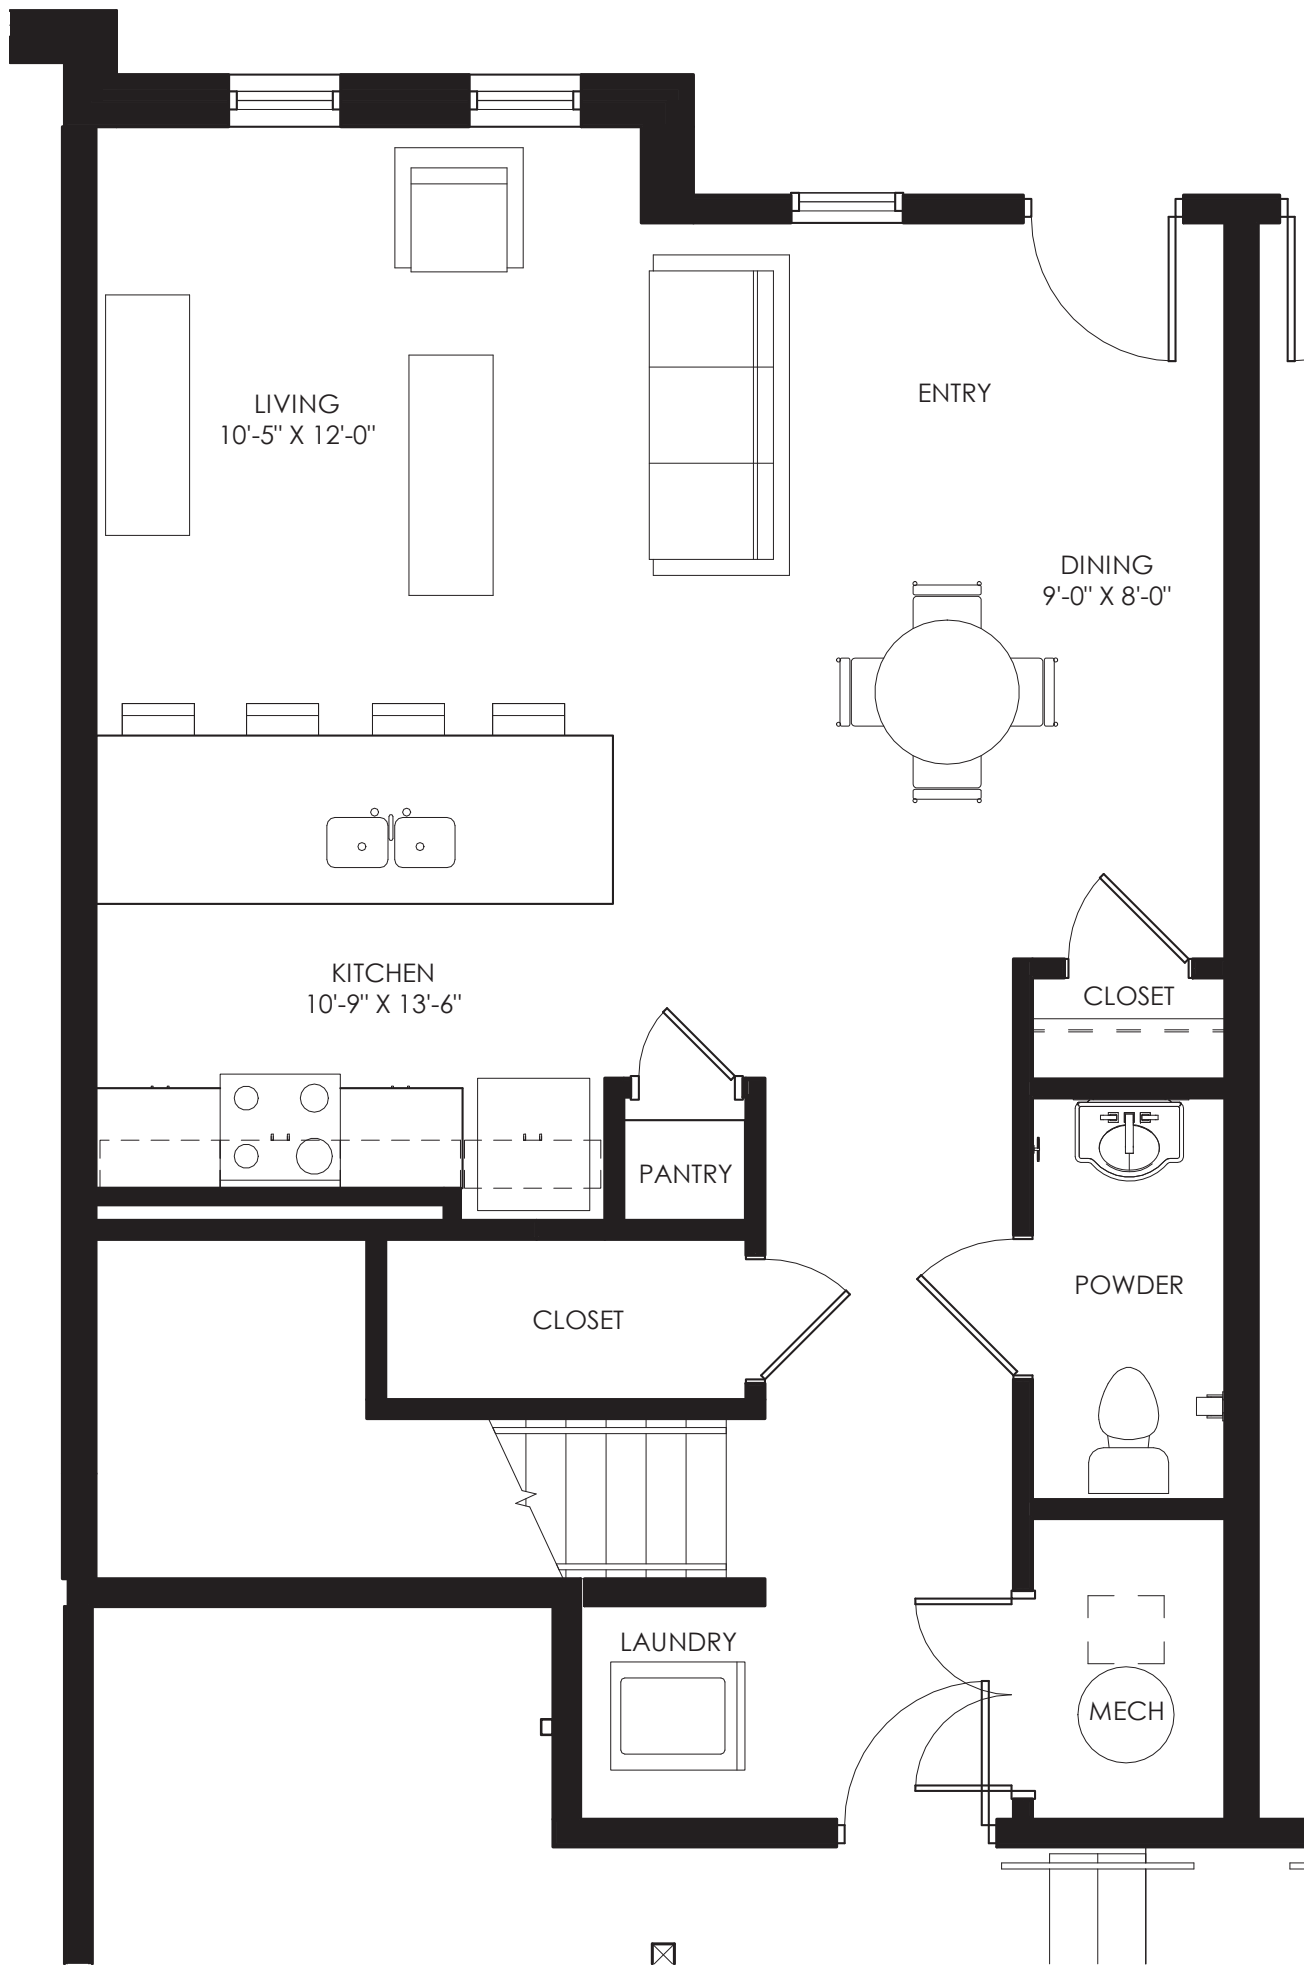 ENTRY
LIVING
10'-5" X 12'-0"
DINING
9'-0" X 8'-0"
KITCHEN
10'-9" X 13'-6"
CLOSET
PANTRY
POWDER
CLOSET
LAUNDRY
MECH